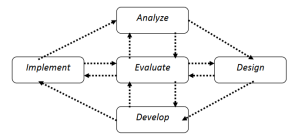 Analyze
Implement
Evaluate
Design
Develop